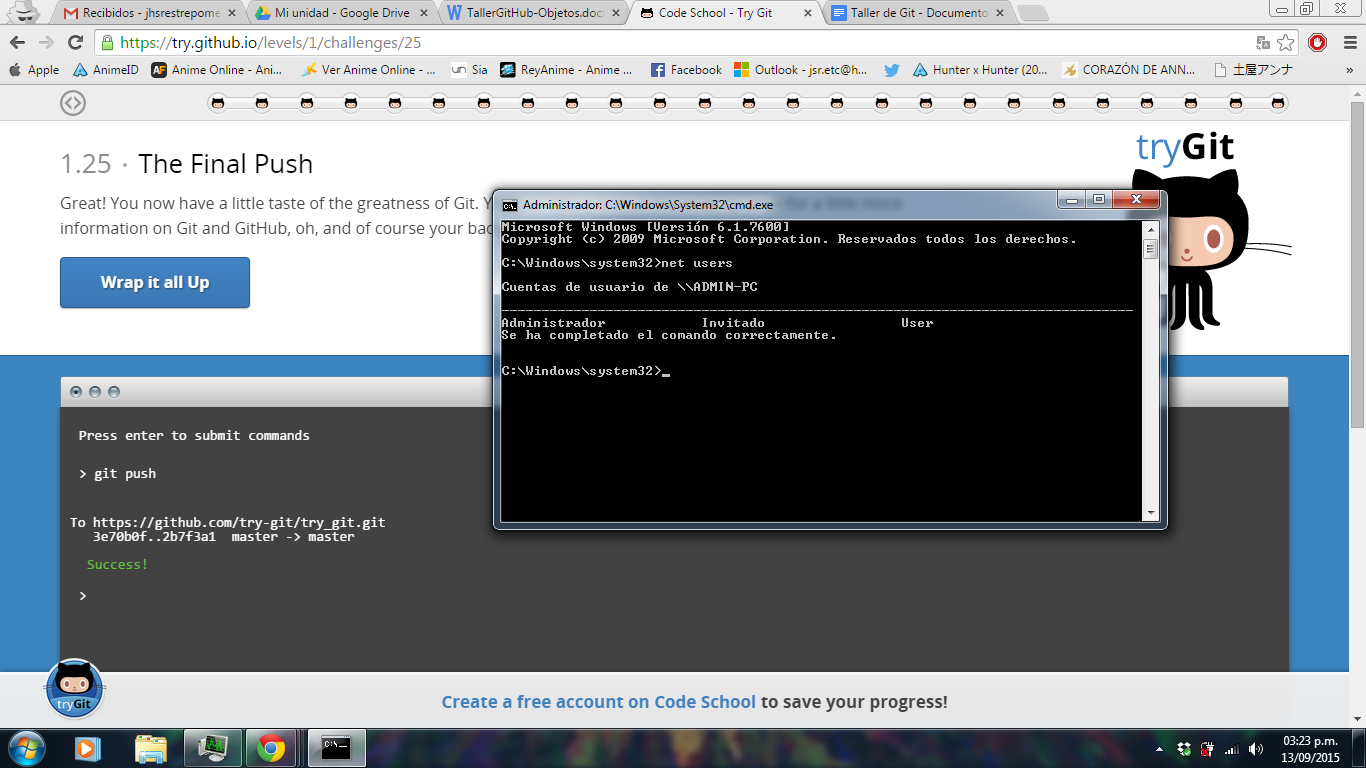 Recibidos - jhsrestrepome
Mi unidad - Google Drive
TallerGitHub-Objetos.doc
Code School - Try Git
Taller de Git - Documento
https://try.github.io/levels/1/challenges/25
Apple
AnimeID
AF
Anime Online - Ani...
Ver Anime Online - ...
un
Sia
ReyAnime - Anime ...
Facebook
Outlook - jsr.etc@h...
Hunter x Hunter (20...
CORAZÓN DE ANN...
土屋アンナ
»
1.25 · The Final Push
Great! You now have a little taste of the greatness of Git. Y
for a little more
information on Git and GitHub, oh, and of course your bac
Wrap it all Up
tryGit
Administrador: C:\Windows\System32\cmd.exe
Microsoft Windows [Versión 6.1.7600]
Copyright (c) 2009 Microsoft Corporation. Reservados todos los derechos.
C:\Windows\system32>net users
Cuentas de usuario de \\ADMIN-PC
-------------------------------------------------------------------------------
Administrador Invitado User
Se ha completado el comando correctamente.
C:\Windows\system32>_
Press enter to submit commands
> git push
To https://github.com/try-git/try_git.git
3e70b0f..2b7f3a1 master -> master
Success!
>
tryGit
Create a free account on Code School to save your progress!
03:23 p.m.
13/09/2015